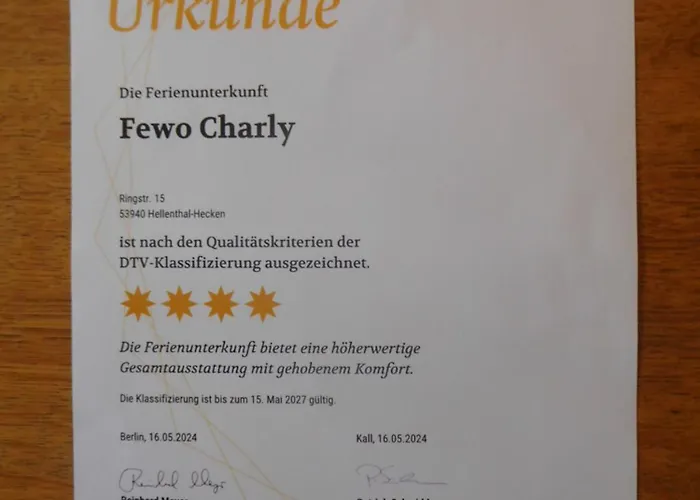 Urkunde
Die Ferienunterkunft
Fewo Charly
Ringstr. 15
53940 Hellenthal-Hecken
ist nach den Qualitätskriterien der
DTV-Klassifizierung ausgezeichnet.
Die Ferienunterkunft bietet eine höherwertige
Gesamtausstattung mit gehobenem Komfort.
Die Klassifizierung ist bis zum 15. Mai 2027 gültig.
Berlin, 16.05.2024
Kall, 16.05.2024
Reinhard Meyer